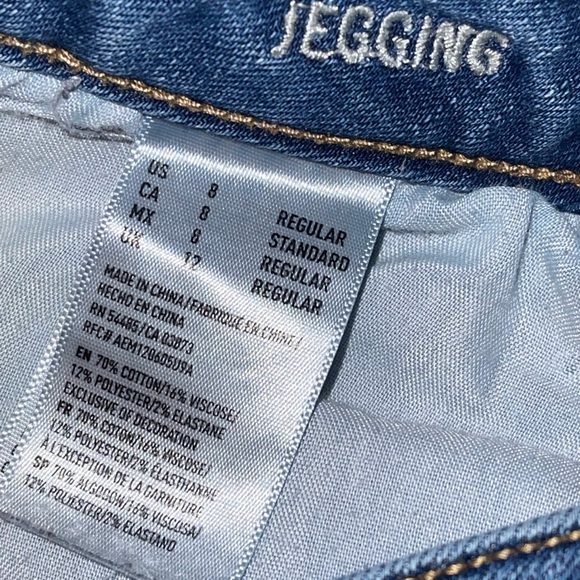 JEGGING
US 8 REGULAR
CA 8 STANDARD
MX 8 REGULAR
UK 12 REGULAR
MADE IN CHINA/FABRIQUE EN CHINE/
HECHO EN CHINA
RN 54485/CA 03073
RFC# AEM120605U9A
EN 70% COTTON/16% VISCOSE/
12% POLYESTER/2% ELASTANE
EXCLUSIVE OF DECORATION
FR 70% COTON/16% VISCOSE/
12% POLYESTER/2% ÉLASTHANNE
À L'EXCEPTION DE LA GARNITURE
SP 70% ALGODÓN/16% VISCOSA/
12% POLIÉSTER/2% ELASTANO